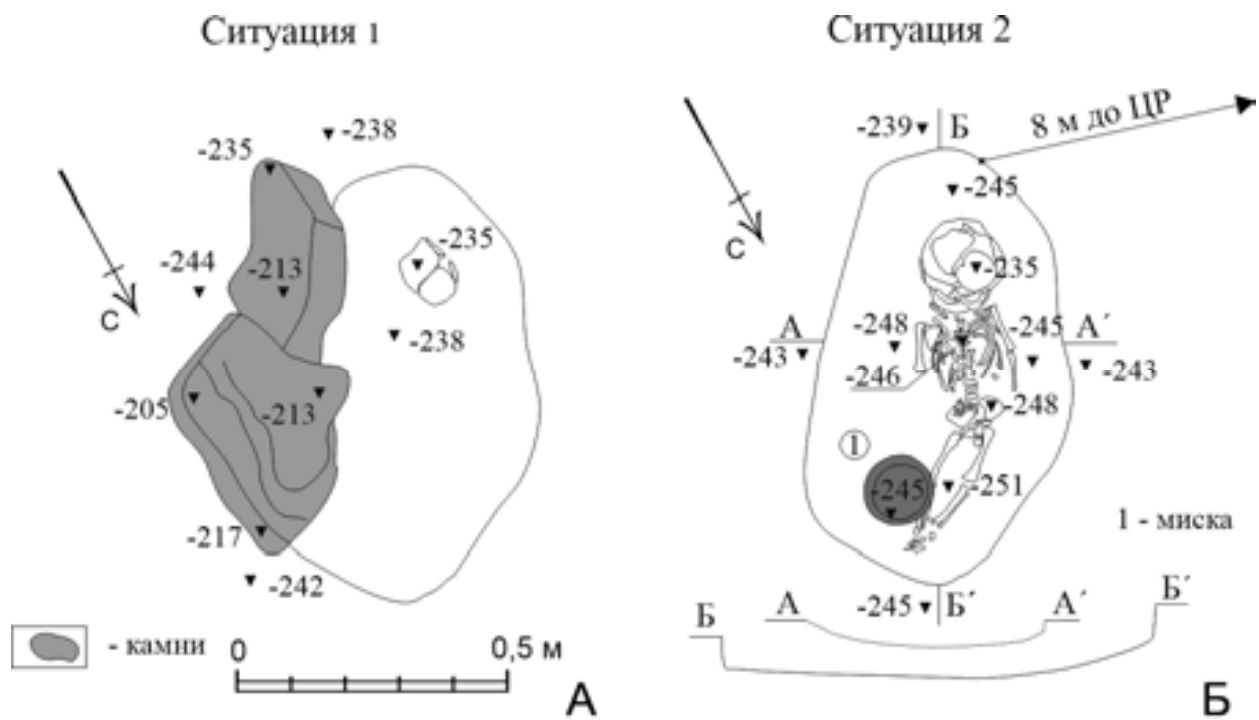 Ситуация 1
-238
-235
-244
-213
С
-235
-238
-205
-213
-217
-242
- камни
0
0,5 м
А
Ситуация 2
-239
Б
8 м до ЦР
-245
С
-235
А
-248
-245
А´
-243
-246
-243
-248
1
-245
-251
1 - миска
-245
Б´
Б
А
А´
Б´
Б